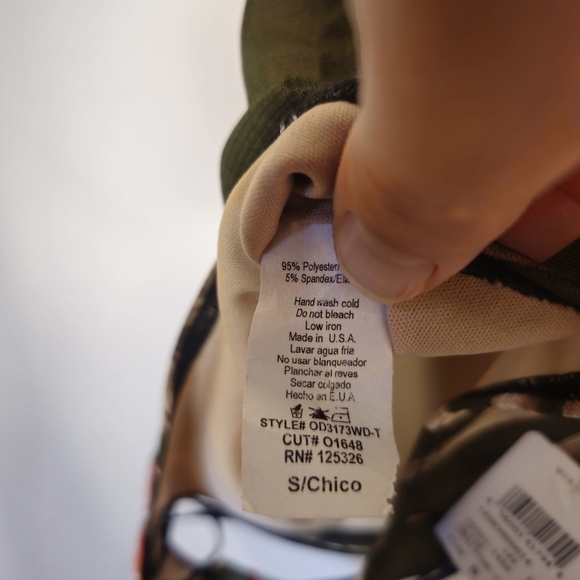 95% Polyester/
5% Spandex/Ela
Hand wash cold
Do not bleach
Low iron
Made in U.S.A.
Lavar agua fria
No usar blanqueador
Planchar al reves
Secar colgado
Hecho en E.U.A
STYLE# OD3173WD-T
CUT# O1648
RN# 125326
S/Chico